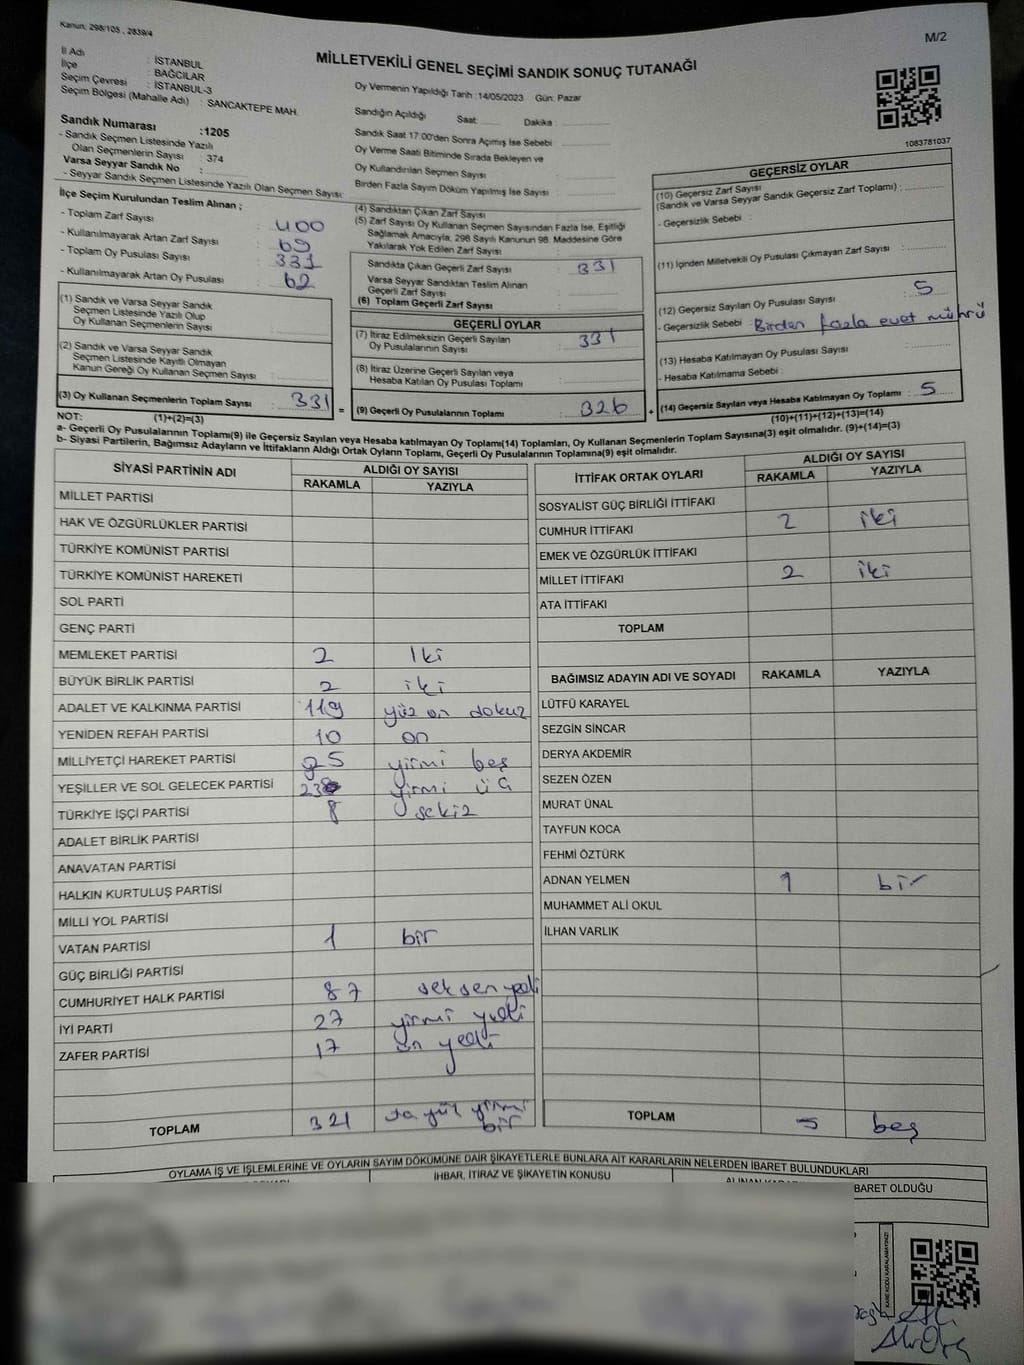 Kanun: 298/105 , 2839/4
M/2
MİLLETVEKİLİ GENEL SEÇİMİ SANDIK SONUÇ TUTANAĞI
İl Adı : İSTANBUL
İlçe : BAĞCILAR
Seçim Çevresi : İSTANBUL-3
Seçim Bölgesi (Mahalle Adı) : SANCAKTEPE MAH.
Sandık Numarası :1205
- Sandık Seçmen Listesinde Yazılı
Olan Seçmenlerin Sayısı : 374
Varsa Seyyar Sandık No :
- Seyyar Sandık Seçmen Listesinde Yazılı Olan Seçmen Sayısı:
Oy Vermenin Yapıldığı Tarih :14/05/2023 Gün: Pazar
Sandığın Açıldığı Saat: Dakika :
Sandık Saat 17:00'den Sonra Açımış İse Sebebi :
Oy Verme Saati Bitiminde Sırada Bekleyen ve
Oy Kullandırılan Seçmen Sayısı :
Birden Fazla Sayım Döküm Yapılmış İse Sayısı :
1083781037
İlçe Seçim Kurulundan Teslim Alınan ;
- Toplam Zarf Sayısı : 400
- Kullanılmayarak Artan Zarf Sayısı : 69
- Toplam Oy Pusulası Sayısı : 331
- Kullanılmayarak Artan Oy Pusulası : 62
(1) Sandık ve Varsa Seyyar Sandık
Seçmen Listesinde Yazılı Olup
Oy Kullanan Seçmenlerin Sayısı :
(2) Sandık ve Varsa Seyyar Sandık
Seçmen Listesinde Kayıtlı Olmayan
Kanun Gereği Oy Kullanan Seçmen Sayısı :
(3) Oy Kullanan Seçmenlerin Toplam Sayısı : 331
(4) Sandıktan Çıkan Zarf Sayısı :
(5) Zarf Sayısı Oy Kullanan Seçmen Sayısından Fazla İse, Eşitliği
Sağlamak Amacıyla, 298 Sayılı Kanunun 98. Maddesine Göre
Yakılarak Yok Edilen Zarf Sayısı :
Sandıkta Çıkan Geçerli Zarf Sayısı : 331
Varsa Seyyar Sandıktan Teslim Alınan
Geçerli Zarf Sayısı :
(6) Toplam Geçerli Zarf Sayısı :
GEÇERLİ OYLAR
(7) İtiraz Edilmeksizin Geçerli Sayılan
Oy Pusulalarının Sayısı : 331
(8) İtiraz Üzerine Geçerli Sayılan veya
Hesaba Katılan Oy Pusulası Toplamı :
= (9) Geçerli Oy Pusulalarının Toplamı : 326
GEÇERSİZ OYLAR
(10) Geçersiz Zarf Sayısı
(Sandık ve Varsa Seyyar Sandık Geçersiz Zarf Toplamı) :
- Geçersizlik Sebebi :
(11) İçinden Milletvekili Oy Pusulası Çıkmayan Zarf Sayısı :
(12) Geçersiz Sayılan Oy Pusulası Sayısı : 5
- Geçersizlik Sebebi : Birden fazla evet mührü
(13) Hesaba Katılmayan Oy Pusulası Sayısı :
- Hesaba Katılmama Sebebi :
+ (14) Geçersiz Sayılan veya Hesaba Katılmayan Oy Toplamı : 5
NOT: (1)+(2)=(3)
(10)+(11)+(12)+(13)=(14)
a- Geçerli Oy Pusulalarının Toplamı(9) ile Geçersiz Sayılan veya Hesaba katılmayan Oy Toplamı(14) Toplamları, Oy Kullanan Seçmenlerin Toplam Sayısına(3) eşit olmalıdır. (9)+(14)=(3)
b- Siyasi Partilerin, Bağımsız Adayların ve İttifakların Aldığı Ortak Oyların Toplamı, Geçerli Oy Pusulalarının Toplamına(9) eşit olmalıdır.
SİYASİ PARTİNİN ADI ALDIĞI OY SAYISI
RAKAMLA YAZIYLA
MİLLET PARTİSİ
HAK VE ÖZGÜRLÜKLER PARTİSİ
TÜRKİYE KOMÜNİST PARTİSİ
TÜRKİYE KOMÜNİST HAREKETİ
SOL PARTİ
GENÇ PARTİ
MEMLEKET PARTİSİ 2 İki
BÜYÜK BİRLİK PARTİSİ 2 iki
ADALET VE KALKINMA PARTİSİ 119 yüz on dokuz
YENİDEN REFAH PARTİSİ 10 on
MİLLİYETÇİ HAREKET PARTİSİ 25 yirmi beş
YEŞİLLER VE SOL GELECEK PARTİSİ 23 yirmi üç
TÜRKİYE İŞÇİ PARTİSİ 8 sekiz
ADALET BİRLİK PARTİSİ
ANAVATAN PARTİSİ
HALKIN KURTULUŞ PARTİSİ
MİLLİ YOL PARTİSİ
VATAN PARTİSİ 1 bir
GÜÇ BİRLİĞİ PARTİSİ
CUMHURİYET HALK PARTİSİ 87 seksen yedi
İYİ PARTİ 27 yirmi yedi
ZAFER PARTİSİ 17 on yedi
TOPLAM 321 yüz yirmi bir
İTTİFAK ORTAK OYLARI ALDIĞI OY SAYISI
RAKAMLA YAZIYLA
SOSYALİST GÜÇ BİRLİĞİ İTTİFAKI
CUMHUR İTTİFAKI 2 iki
EMEK VE ÖZGÜRLÜK İTTİFAKI
MİLLET İTTİFAKI 2 iki
ATA İTTİFAKI
TOPLAM
BAĞIMSIZ ADAYIN ADI VE SOYADI RAKAMLA YAZIYLA
LÜTFÜ KARAYEL
SEZGİN SİNCAR
DERYA AKDEMİR
SEZEN ÖZEN
MURAT ÜNAL
TAYFUN KOCA
FEHMİ ÖZTÜRK
ADNAN YELMEN 1 bir
MUHAMMET ALİ OKUL
İLHAN VARLIK
TOPLAM 5 beş
OYLAMA İŞ VE İŞLEMLERİNE VE OYLARIN SAYIM DÖKÜMÜNE DAİR ŞİKAYETLERLE BUNLARA AİT KARARLARIN NELERDEN İBARET BULUNDUKLARI
İHBAR, İTİRAZ VE ŞİKAYETİN KONUSU
BARET OLDUĞU
KARE KODU KARALAMAYINIZ!